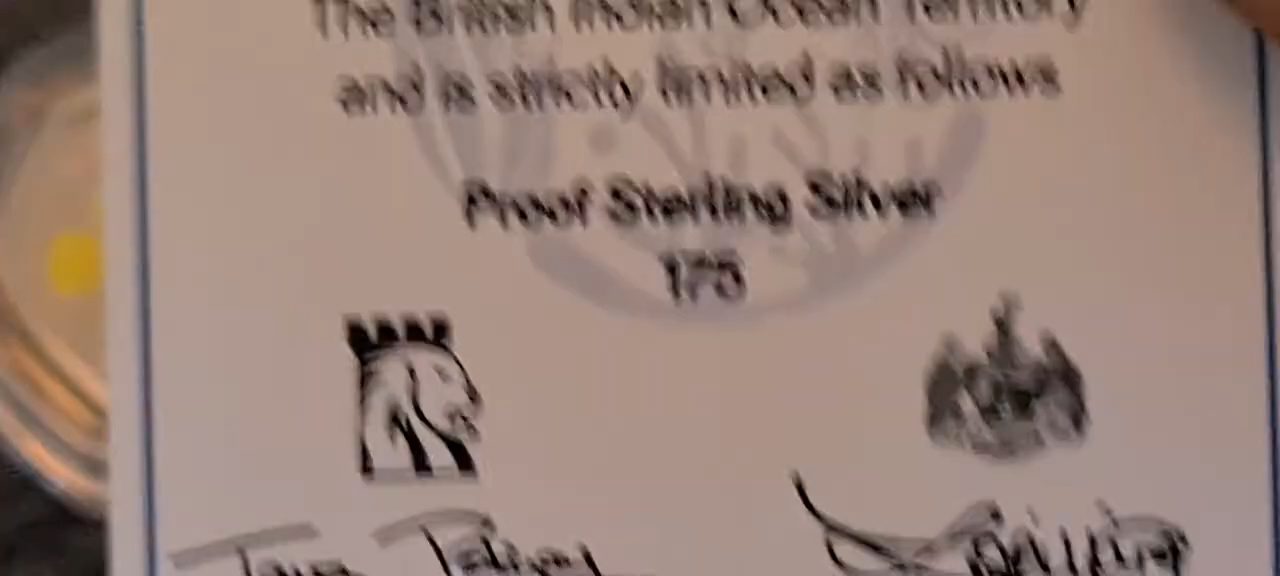 The British Indian Ocean Territory
and is strictly limited as follows
Proof Sterling Silver
175